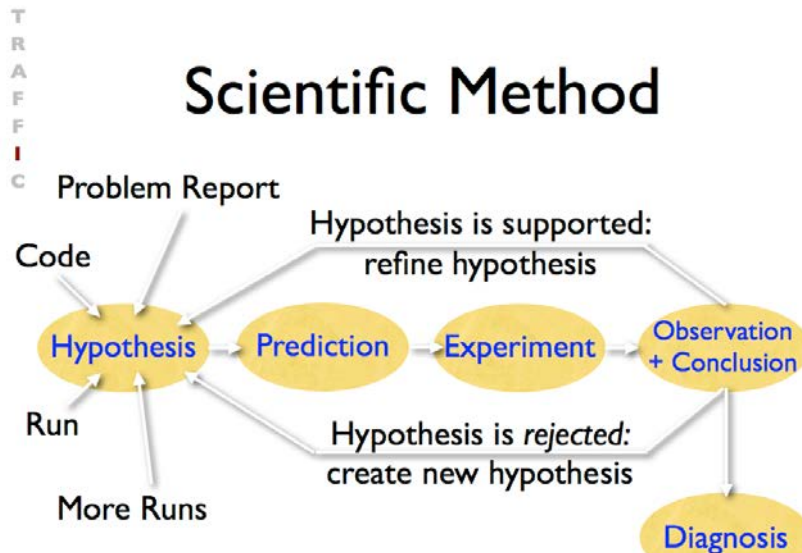 TRAFFIC
Scientific Method
Problem Report
Code
Hypothesis is supported:
refine hypothesis
Hypothesis
Prediction
Experiment
Observation
+ Conclusion
Run
Hypothesis is rejected:
create new hypothesis
More Runs
Diagnosis